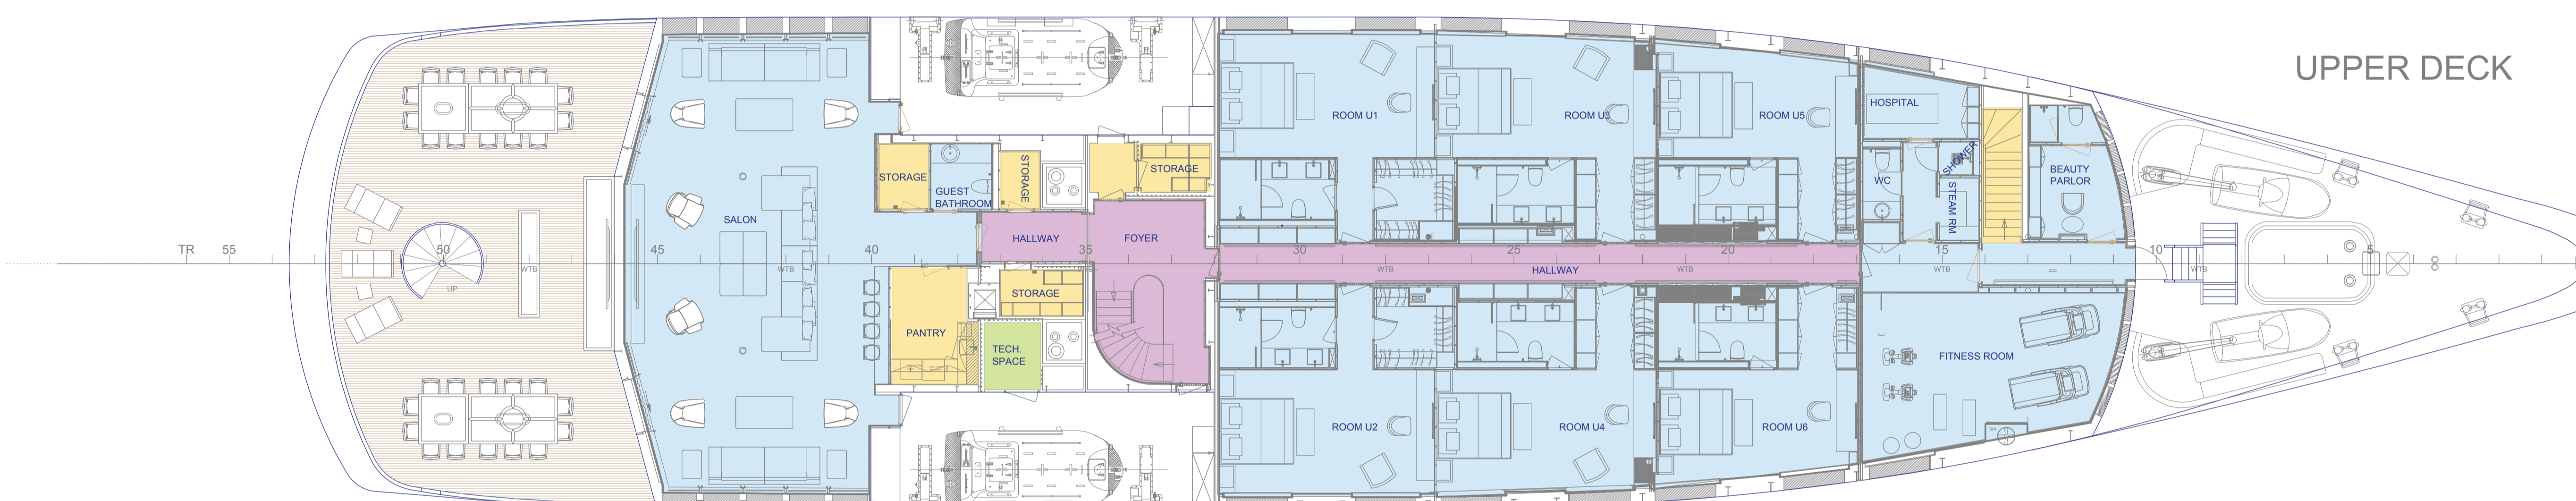 UPPER DECK
ROOM U1
ROOM U3
ROOM U5
HOSPITAL
SHOWER
STORAGE
STORAGE
STORAGE
GUEST
BATHROOM
WC
STEAM RM
BEAUTY
PARLOR
SALON
HALLWAY
FOYER
TR
55
50
45
40
35
30
25
20
15
10
5
WTB
WTB
WTB
WTB
WTB
WTB
HALLWAY
UP
STORAGE
PANTRY
TECH.
SPACE
FITNESS ROOM
ROOM U2
ROOM U4
ROOM U6